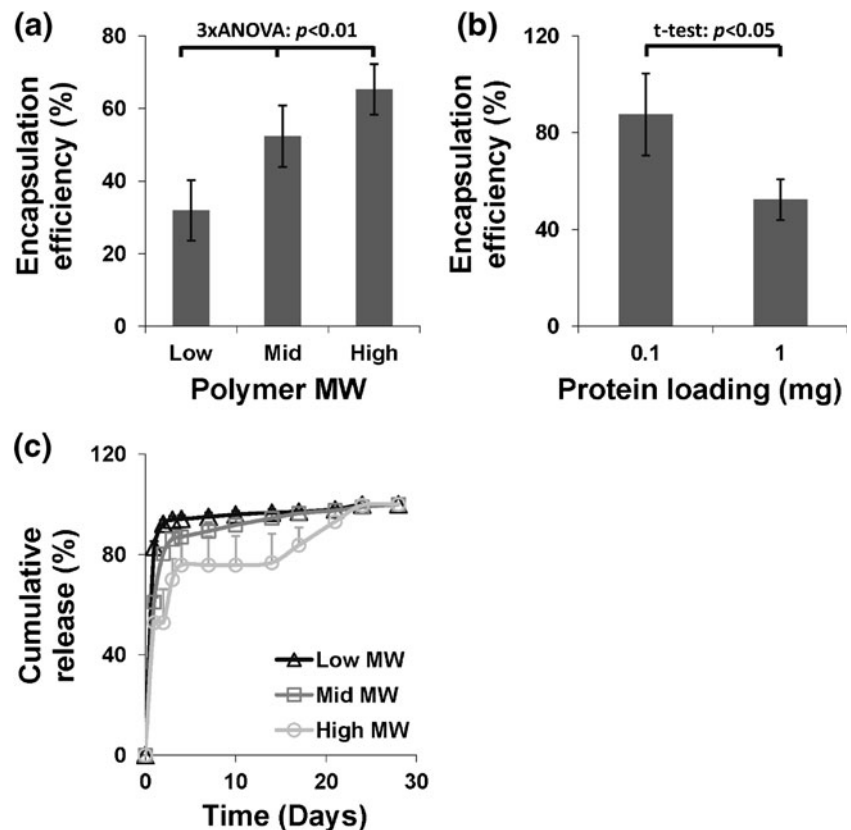 (a)
3xANOVA: p<0.01
Encapsulation
efficiency (%)
80
60
40
20
0
Low Mid High
Polymer MW
(b)
t-test: p<0.05
Encapsulation
efficiency (%)
120
80
40
0
0.1 1
Protein loading (mg)
(c)
Cumulative
release (%)
120
80
40
0
Low MW
Mid MW
High MW
0 10 20 30
Time (Days)